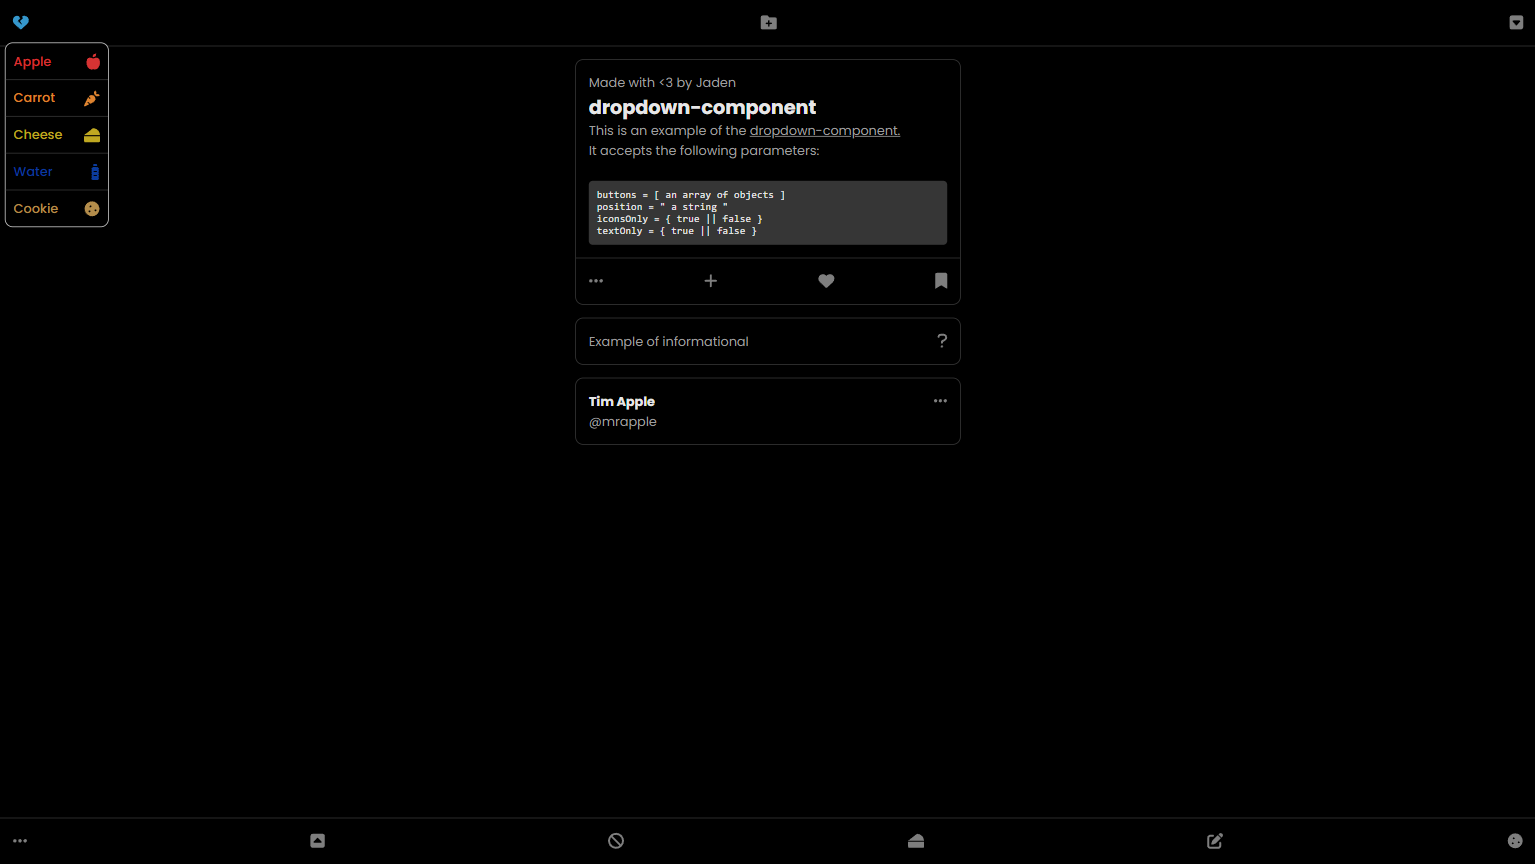 Apple
Carrot
Cheese
Water
Cookie
Made with <3 by Jaden
dropdown-component
This is an example of the dropdown-component.
It accepts the following parameters:
buttons = [ an array of objects ]
position = " a string "
iconsOnly = { true || false }
textOnly = { true || false }
Example of informational
?
Tim Apple
@mrapple